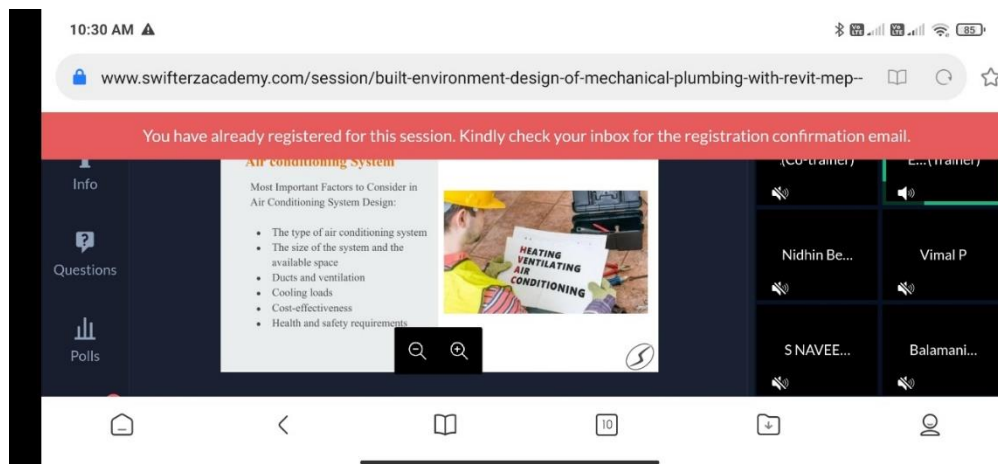 10:30 AM
85
www.swifterzacademy.com/session/built-environment-design-of-mechanical-plumbing-with-revit-mep--
You have already registered for this session. Kindly check your inbox for the registration confirmation email.
Info
Questions
Polls
Air conditioning System
Most Important Factors to Consider in
Air Conditioning System Design:
• The type of air conditioning system
• The size of the system and the
available space
• Ducts and ventilation
• Cooling loads
• Cost-effectiveness
• Health and safety requirements
HEATING
VENTILATING
AIR
CONDITIONING
(Co-trainer)
E...(Trainer)
Nidhin Be...
Vimal P
S NAVEE...
Balamani...
10